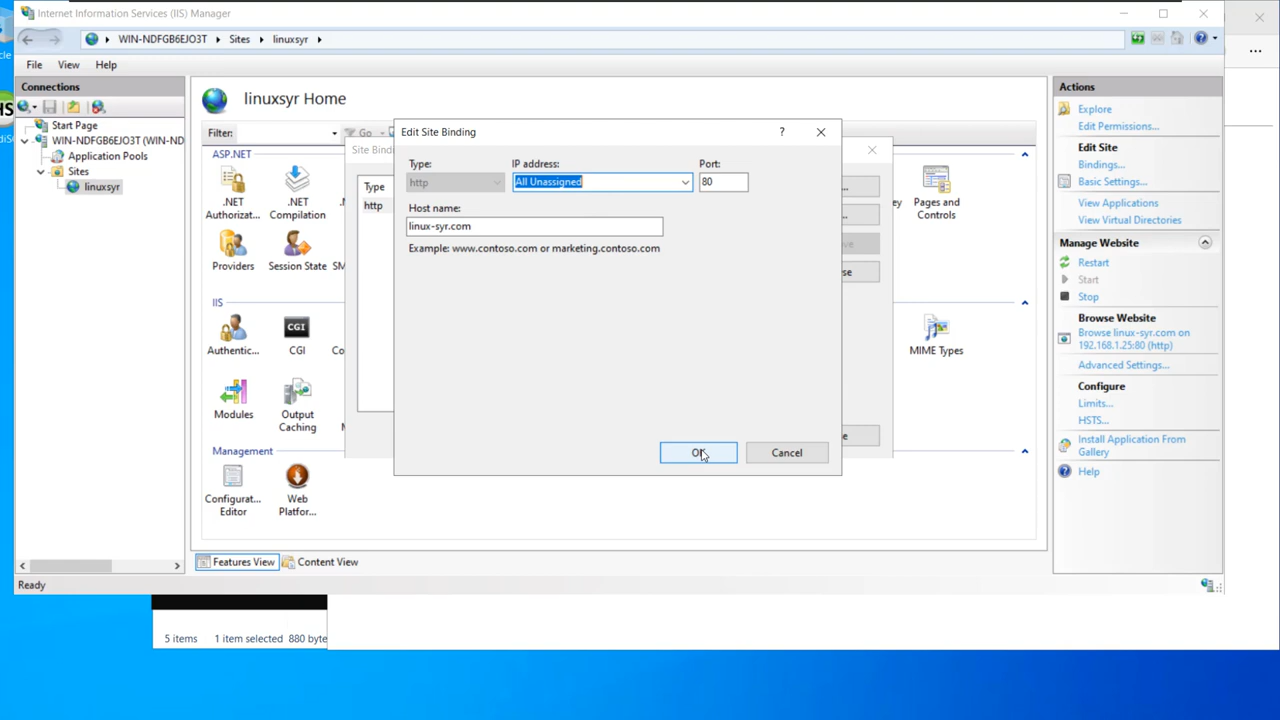 Internet Information Services (IIS) Manager
WIN-NDFGB6EJO3T
Sites
linuxsyr
File View Help
Connections
Start Page
WIN-NDFGB6EJO3T (WIN-ND
Application Pools
Sites
linuxsyr
linuxsyr Home
Filter:
Go
ASP.NET
.NET
Authorizat...
.NET
Compilation
Providers
Session State
SM
Pages and
Controls
IIS
Authentic...
CGI
MIME Types
Modules
Output
Caching
Management
Configurat...
Editor
Web
Platfor...
Features View
Content View
Site Bind
Type
http
Edit Site Binding
?
Type:
IP address:
Port:
http
All Unassigned
80
Host name:
linux-syr.com
Example: www.contoso.com or marketing.contoso.com
Cancel
Actions
Explore
Edit Permissions...
Edit Site
Bindings...
Basic Settings...
View Applications
View Virtual Directories
Manage Website
Restart
Start
Stop
Browse Website
Browse linux-syr.com on
192.168.1.25:80 (http)
Advanced Settings...
Configure
Limits...
HSTS...
Install Application From
Gallery
Help
Ready
5 items 1 item selected 880 byte